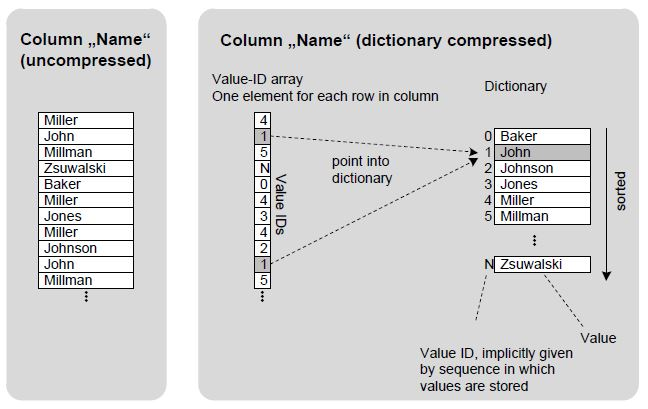 Column „Name“
(uncompressed)
Miller
John
Millman
Zsuwalski
Baker
Miller
Jones
Miller
Johnson
John
Millman
Column „Name“ (dictionary compressed)
Value-ID array
One element for each row in column
4
1
5
N
0
4
3
4
2
1
5
Value IDs
point into
dictionary
Dictionary
0 Baker
1 John
2 Johnson
3 Jones
4 Miller
5 Millman
N Zsuwalski
sorted
Value
Value ID, implicitly given
by sequence in which
values are stored